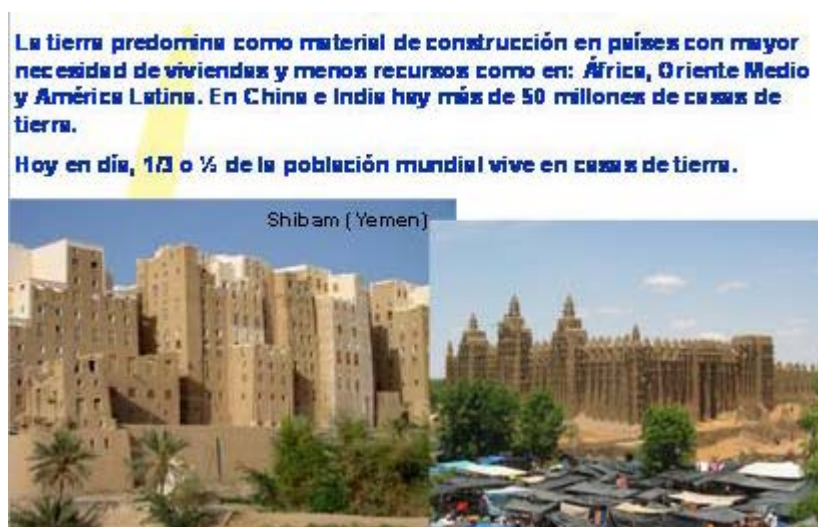 La tierra predomina como material de construcción en países con mayor
necesidad de viviendas y menos recursos como en: África, Oriente Medio
y América Latina. En China e India hay más de 50 millones de casas de
tierra.
Hoy en día, 1/3 o ½ de la población mundial vive en casas de tierra.
Shibam (Yemen)